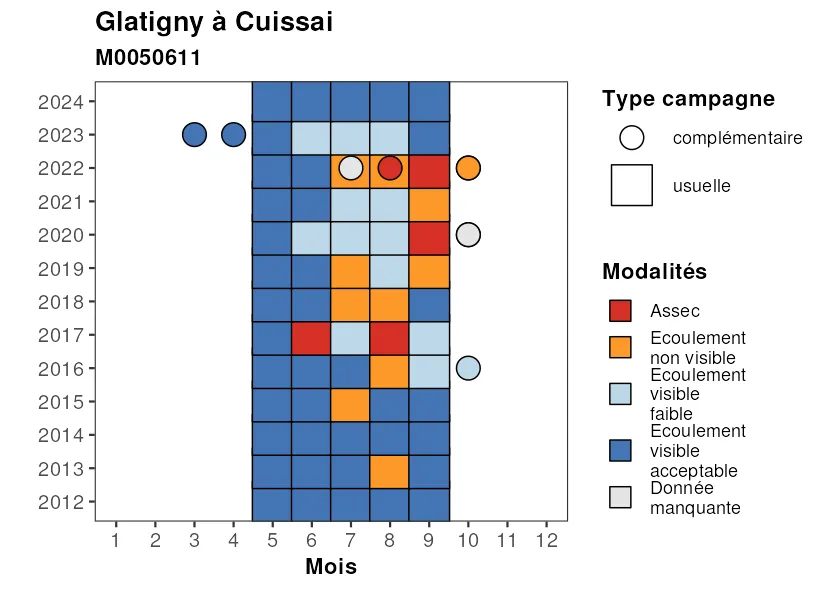 Glatigny à Cuissai
M0050611
2024
2023
2022
2021
2020
2019
2018
2017
2016
2015
2014
2013
2012
1 2 3 4 5 6 7 8 9 10 11 12
Mois
Type campagne
complémentaire
usuelle
Modalités
Assec
Ecoulement
non visible
Ecoulement
visible
faible
Ecoulement
visible
acceptable
Donnée
manquante